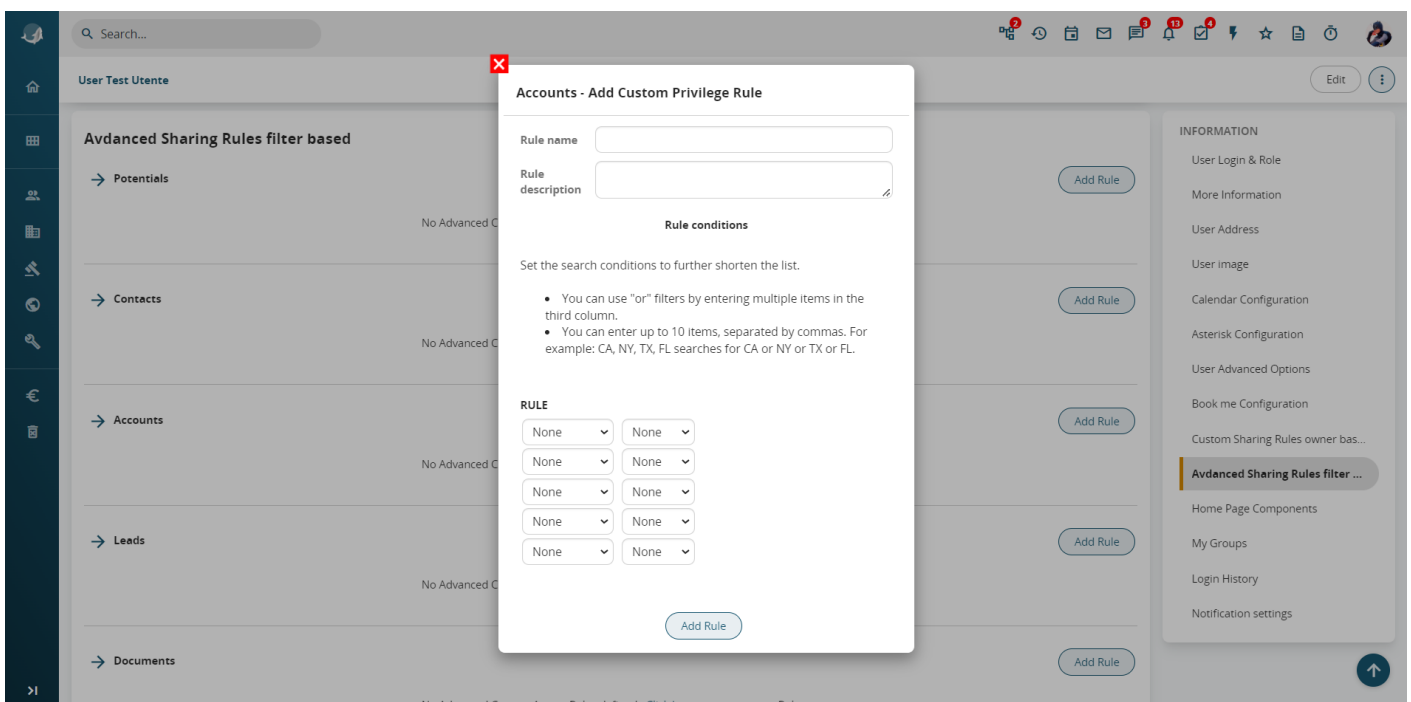 Search...
2
3
13
4
User Test Utente
Edit
Avdanced Sharing Rules filter based
Potentials
Add Rule
No Advanced C
Contacts
Add Rule
No Advanced C
Accounts
Add Rule
No Advanced C
Leads
Add Rule
No Advanced C
Documents
Add Rule
Accounts - Add Custom Privilege Rule
Rule name
Rule
description
Rule conditions
Set the search conditions to further shorten the list.
• You can use "or" filters by entering multiple items in the
third column.
• You can enter up to 10 items, separated by commas. For
example: CA, NY, TX, FL searches for CA or NY or TX or FL.
RULE
None None
None None
None None
None None
None None
Add Rule
INFORMATION
User Login & Role
More Information
User Address
User image
Calendar Configuration
Asterisk Configuration
User Advanced Options
Book me Configuration
Custom Sharing Rules owner bas...
Avdanced Sharing Rules filter ...
Home Page Components
My Groups
Login History
Notification settings